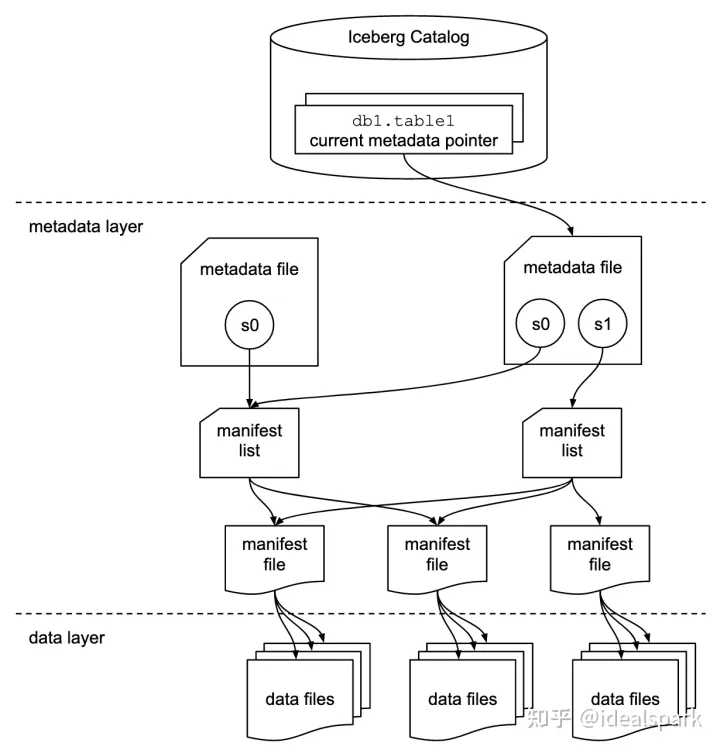 Iceberg Catalog
db1.table1
current metadata pointer
metadata layer
metadata file
s0
metadata file
s0
s1
manifest
list
manifest
list
manifest
file
manifest
file
manifest
file
data layer
data files
data files
data files
知乎 @idealspark